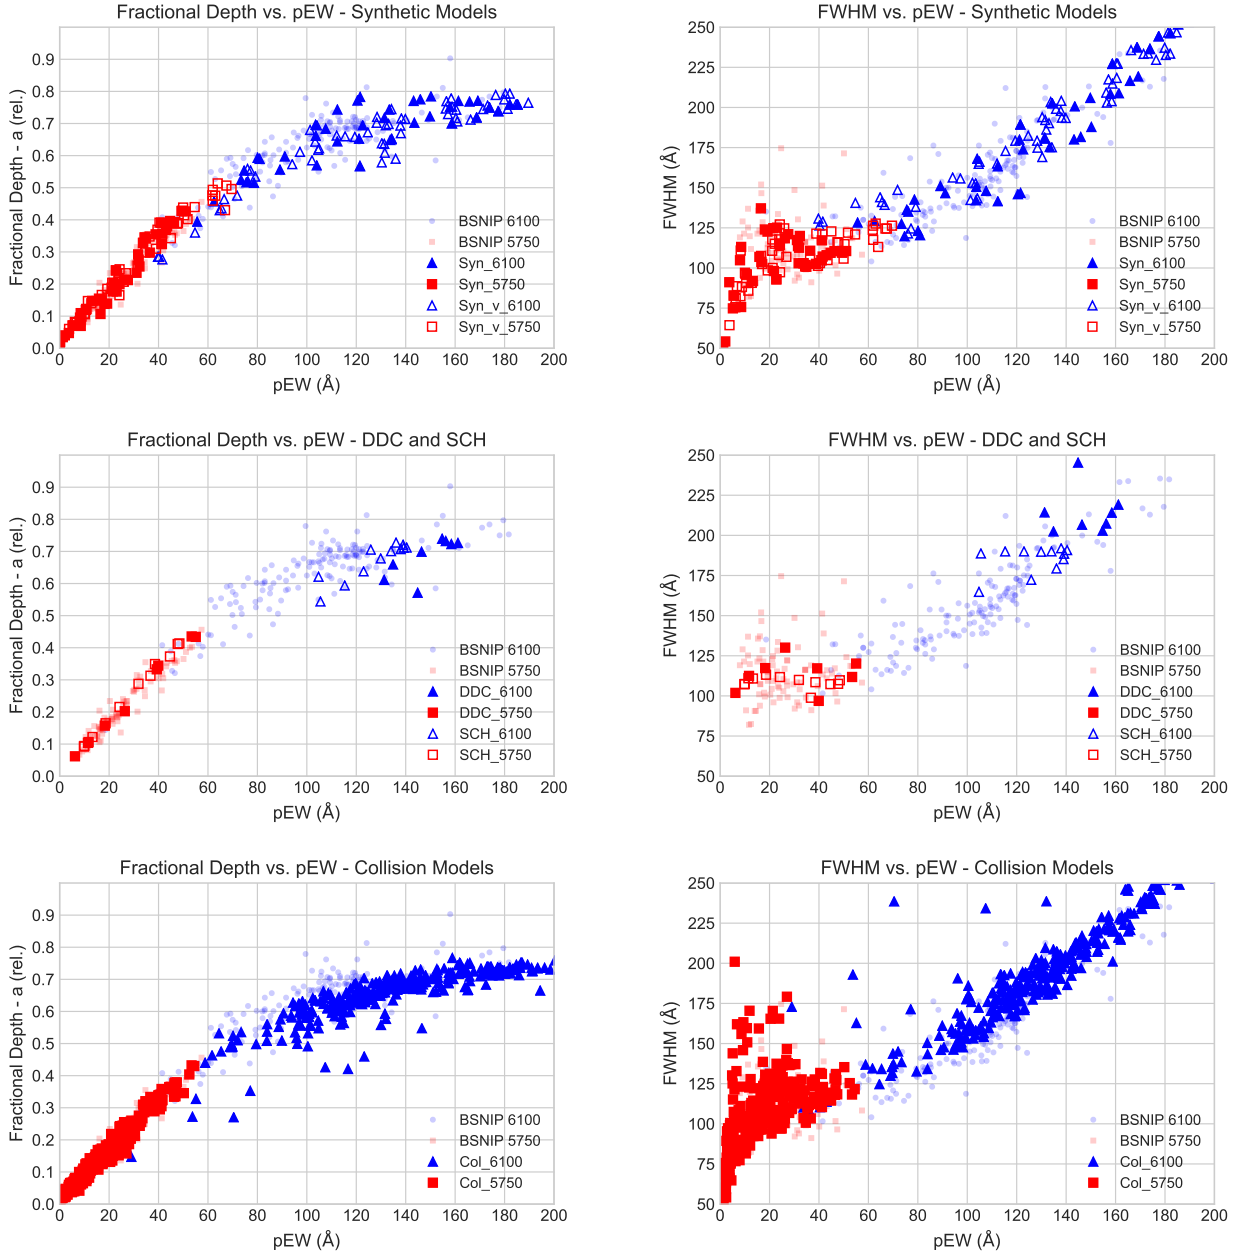 Fractional Depth vs. pEW - Synthetic Models
0.9
0.8
0.7
0.6
0.5
0.4
0.3
0.2
0.1
0.0
Fractional Depth - a (rel.)
BSNIP 6100
BSNIP 5750
Syn_6100
Syn_5750
Syn_v_6100
Syn_v_5750
0 20 40 60 80 100 120 140 160 180 200
pEW (Å)
FWHM vs. pEW - Synthetic Models
250
225
200
175
150
125
100
75
50
FWHM (Å)
BSNIP 6100
BSNIP 5750
Syn_6100
Syn_5750
Syn_v_6100
Syn_v_5750
0 20 40 60 80 100 120 140 160 180 200
pEW (Å)
Fractional Depth vs. pEW - DDC and SCH
0.9
0.8
0.7
0.6
0.5
0.4
0.3
0.2
0.1
0.0
Fractional Depth - a (rel.)
BSNIP 6100
BSNIP 5750
DDC_6100
DDC_5750
SCH_6100
SCH_5750
0 20 40 60 80 100 120 140 160 180 200
pEW (Å)
FWHM vs. pEW - DDC and SCH
250
225
200
175
150
125
100
75
50
FWHM (Å)
BSNIP 6100
BSNIP 5750
DDC_6100
DDC_5750
SCH_6100
SCH_5750
0 20 40 60 80 100 120 140 160 180 200
pEW (Å)
Fractional Depth vs. pEW - Collision Models
0.9
0.8
0.7
0.6
0.5
0.4
0.3
0.2
0.1
0.0
Fractional Depth - a (rel.)
BSNIP 6100
BSNIP 5750
Col_6100
Col_5750
0 20 40 60 80 100 120 140 160 180 200
pEW (Å)
FWHM vs. pEW - Collision Models
250
225
200
175
150
125
100
75
50
FWHM (Å)
BSNIP 6100
BSNIP 5750
Col_6100
Col_5750
0 20 40 60 80 100 120 140 160 180 200
pEW (Å)